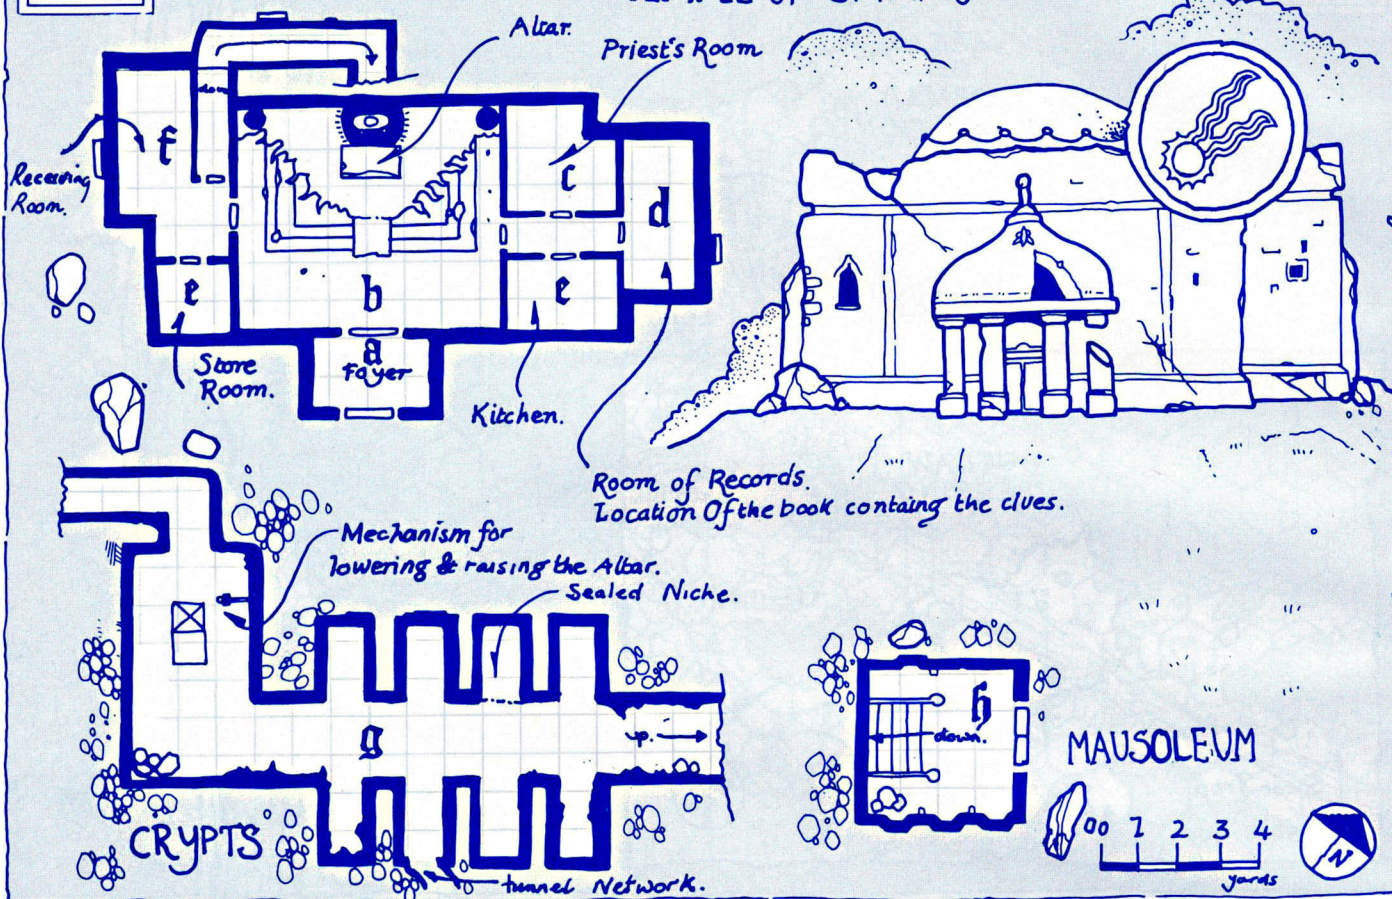 Altar.
Priest's Room
f
down
c
d
Receiving
Room.
e
b
e
a
Foyer
Store
Room.
Kitchen.
Room of Records.
Location Of the book containg the clues.
Mechanism for
lowering & raising the Altar.
Sealed Niche.
g
up.
h
down.
MAUSOLEUM
CRYPTS
tunnel Network.
0 1 2 3 4
yards
N